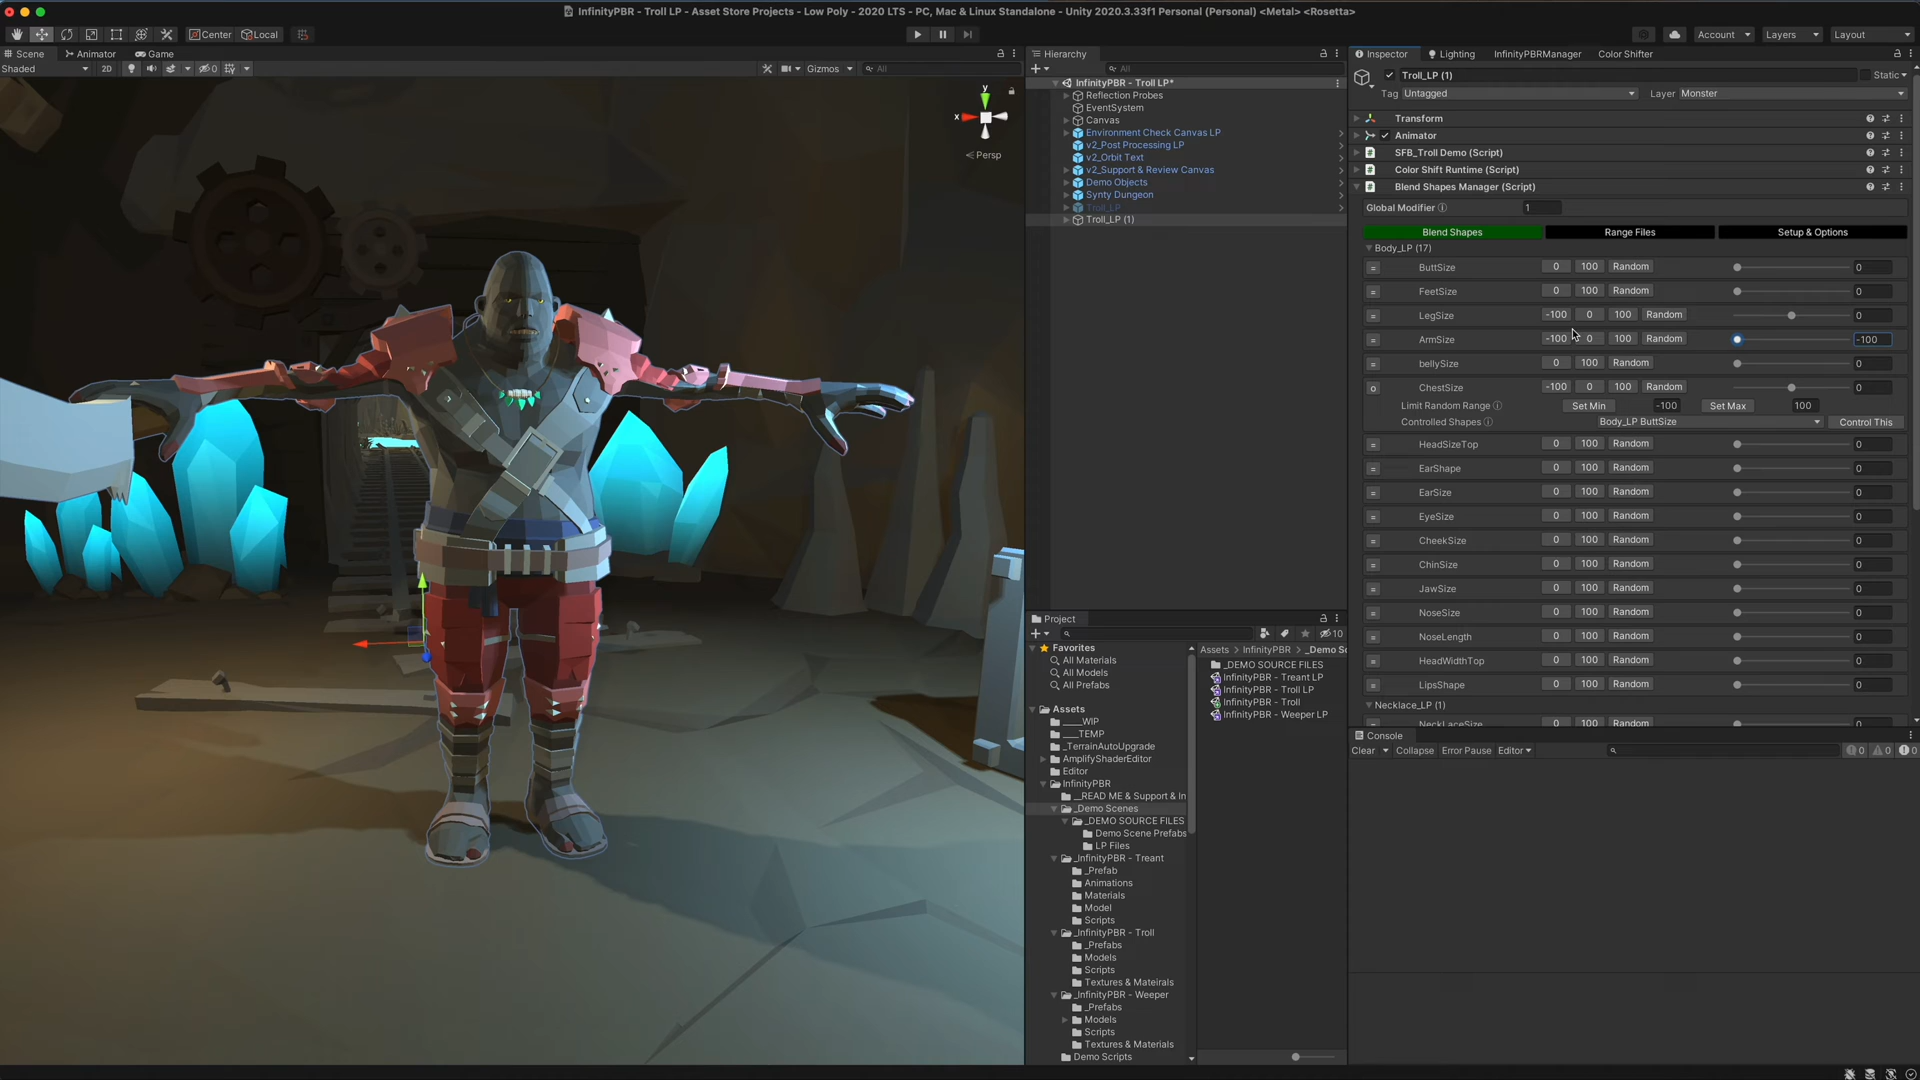 InfinityPBR - Troll LP - Asset Store Projects - Low Poly - 2020 LTS - PC, Mac & Linux Standalone - Unity 2020.3.33f1 Personal (Personal) <Metal> <Rosetta>
Center Local Account Layers Layout
Scene Animator Game
Shaded 2D 0 Gizmos All
y
x
Persp
Hierarchy
All
InfinityPBR - Troll LP*
Reflection Probes
EventSystem
Canvas
Environment Check Canvas LP
v2_Post Processing LP
v2_Orbit Text
v2_Support & Review Canvas
Demo Objects
Synty Dungeon
Troll_LP
Troll_LP (1)
Inspector Lighting InfinityPBRManager Color Shifter
Troll_LP (1) Static
Tag Untagged Layer Monster
Transform
Animator
SFB_Troll Demo (Script)
Color Shift Runtime (Script)
Blend Shapes Manager (Script)
Global Modifier 1
Blend Shapes Range Files Setup & Options
Body_LP (17)
= ButtSize 0 100 Random 0
= FeetSize 0 100 Random 0
= LegSize -100 0 100 Random 0
= ArmSize -100 0 100 Random -100
= bellySize 0 100 Random 0
o ChestSize -100 0 100 Random 0
Limit Random Range Set Min -100 Set Max 100
Controlled Shapes Body_LP ButtSize Control This
= HeadSizeTop 0 100 Random 0
= EarShape 0 100 Random 0
= EarSize 0 100 Random 0
= EyeSize 0 100 Random 0
= CheekSize 0 100 Random 0
= ChinSize 0 100 Random 0
= JawSize 0 100 Random 0
= NoseSize 0 100 Random 0
= NoseLength 0 100 Random 0
= HeadWidthTop 0 100 Random 0
= LipsShape 0 100 Random 0
Necklace_LP (1)
= NeckLaceSize 0 100 Random 0
Project
10
Favorites
All Materials
All Models
All Prefabs
Assets
____WIP
____TEMP
_TerrainAutoUpgrade
AmplifyShaderEditor
Editor
InfinityPBR
__READ ME & Support & In
_Demo Scenes
_DEMO SOURCE FILES
Demo Scene Prefabs
LP Files
_InfinityPBR - Treant
_Prefab
Animations
Materials
Model
Scripts
_InfinityPBR - Troll
_Prefabs
Models
Scripts
Textures & Mateirals
_InfinityPBR - Weeper
_Prefabs
Models
Scripts
Textures & Materials
Demo Scripts
Assets InfinityPBR _Demo Sc
_DEMO SOURCE FILES
InfinityPBR - Treant LP
InfinityPBR - Troll LP
InfinityPBR - Troll
InfinityPBR - Weeper LP
Console
Clear Collapse Error Pause Editor 0 0 0